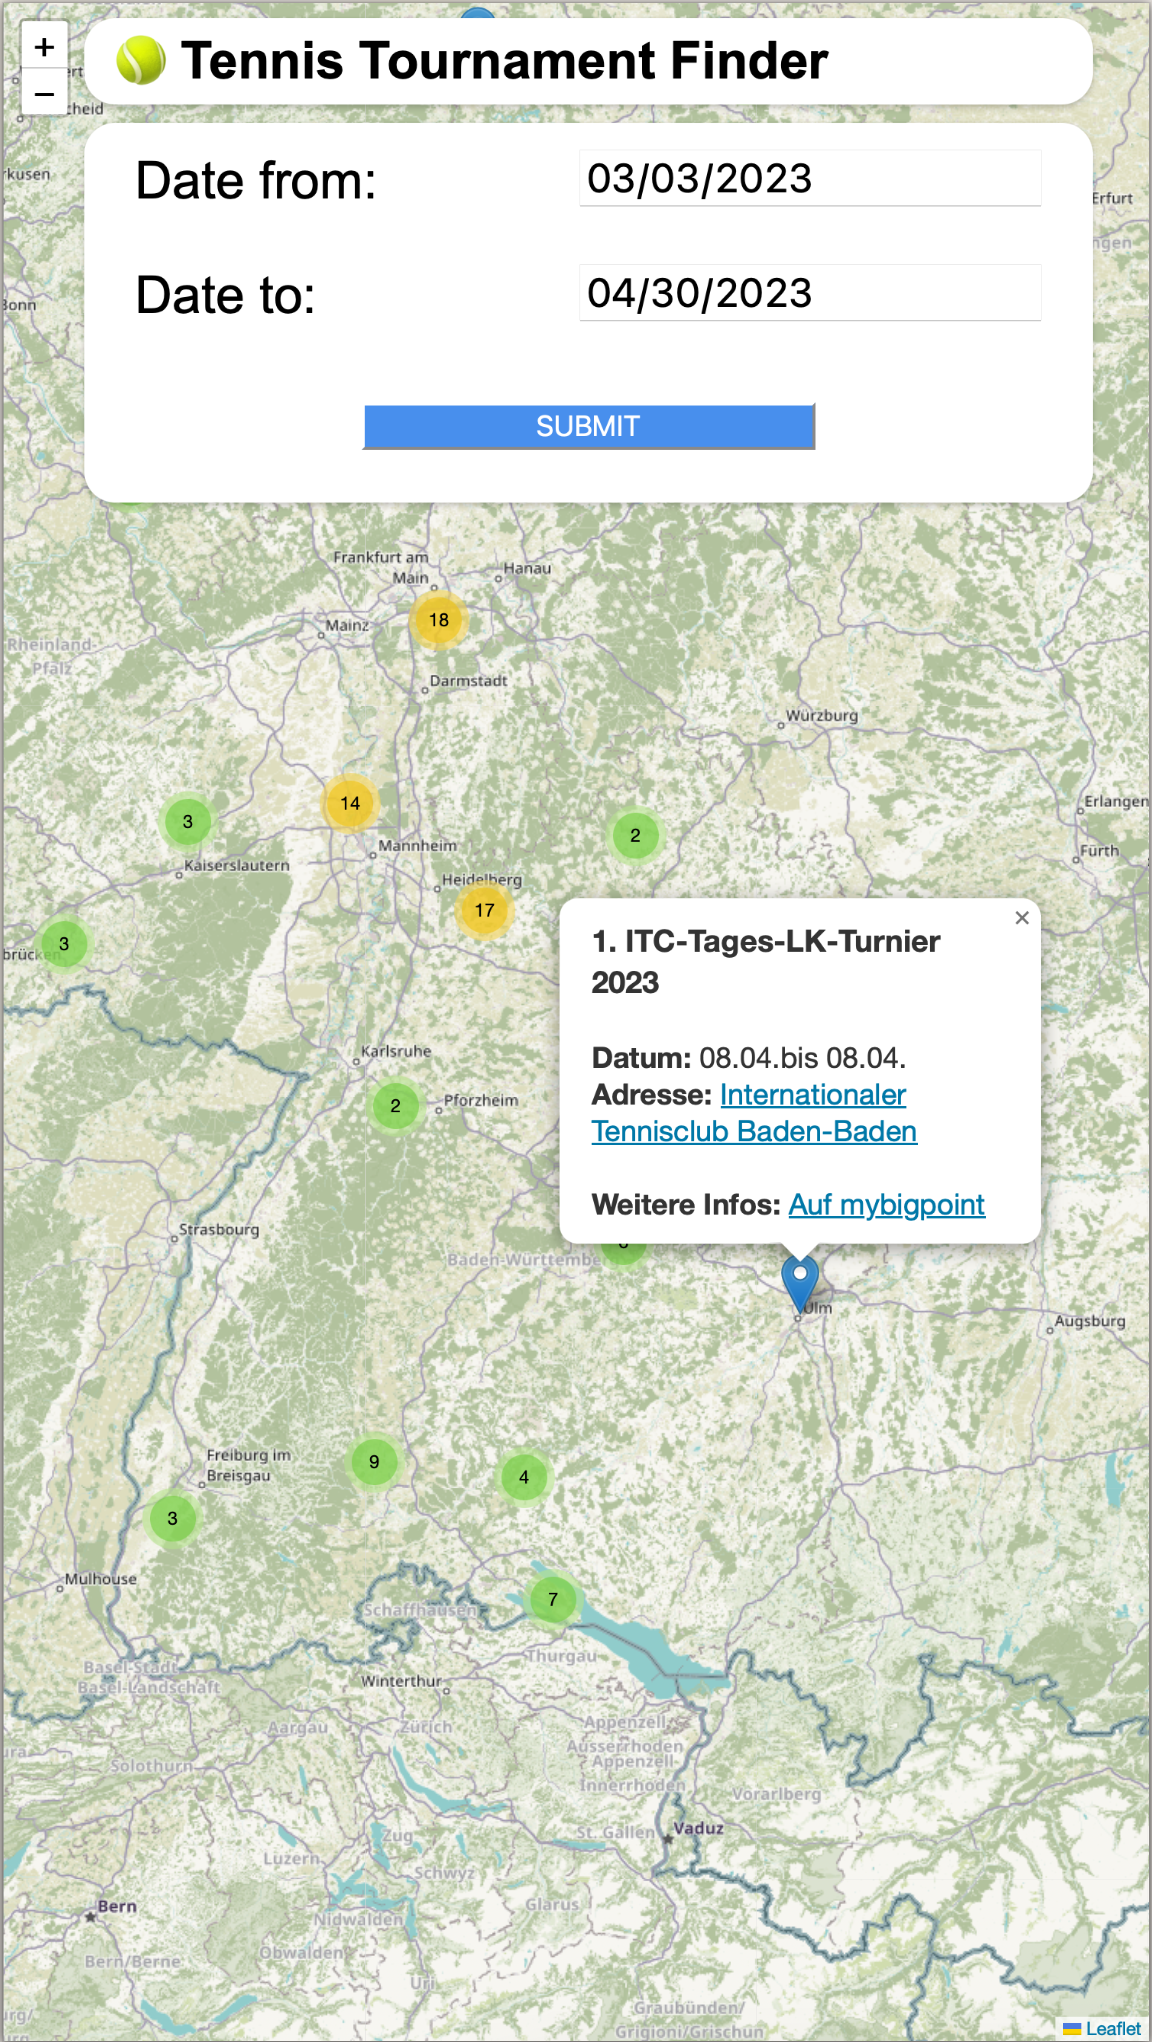 +
−
Tennis Tournament Finder
Date from:
03/03/2023
Date to:
04/30/2023
SUBMIT
ert
cheid
rkusen
Erfurt
ngen
Bonn
Frankfurt am
Main
Hanau
18
Mainz
Rheinland-
Pfalz
Darmstadt
Würzburg
14
3
2
Erlangen
Mannheim
Fürth
Kaiserslautern
Heidelberg
17
3
brücken
×
1. ITC-Tages-LK-Turnier
2023
Datum: 08.04.bis 08.04.
Adresse: Internationaler
Tennisclub Baden-Baden
Weitere Infos: Auf mybigpoint
Karlsruhe
2
Pforzheim
Strasbourg
Baden-Württembe
Ulm
Augsburg
Freiburg im
Breisgau
9
4
3
Mulhouse
7
Schaffhausen
Thurgau
Basel-Stadt
Basel-Landschaft
Winterthur
Aargau
Zürich
Appenzell
Ausserrhoden
Appenzell
Innerrhoden
ura
Solothurn
Vorarlberg
Zug
St. Gallen
Vaduz
Luzern
Schwyz
Bern
Glarus
Nidwalden
Bern/Berne
Obwalden
Uri
Graubünden/
Grigioni/Grischun
urg/
Leaflet